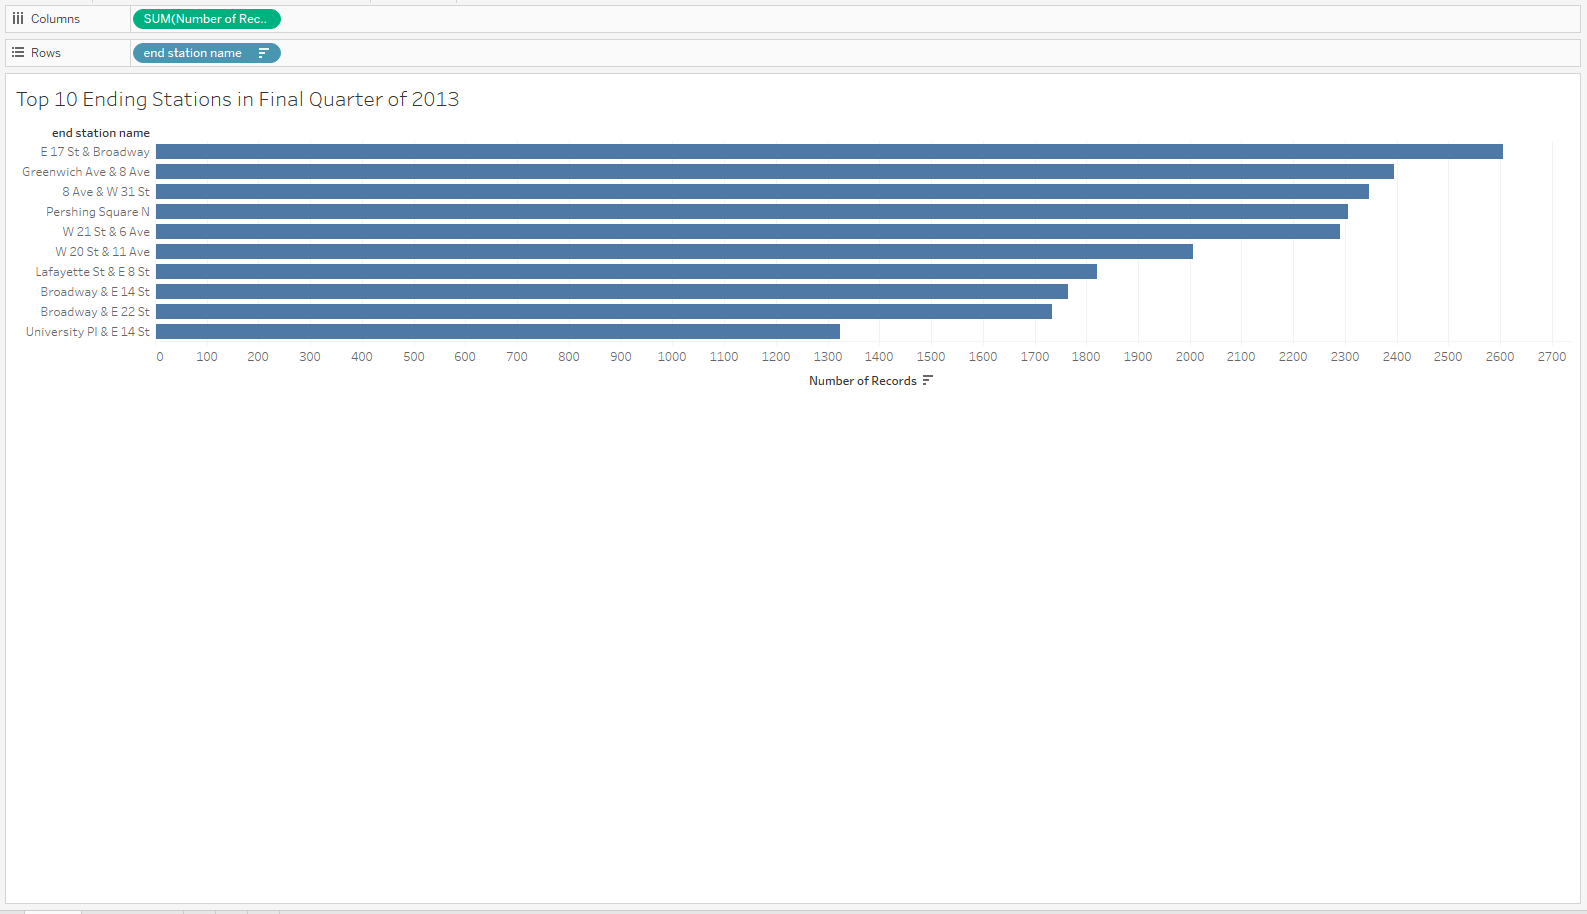 Columns
SUM(Number of Rec..
Rows
end station name
Top 10 Ending Stations in Final Quarter of 2013
end station name
E 17 St & Broadway
Greenwich Ave & 8 Ave
8 Ave & W 31 St
Pershing Square N
W 21 St & 6 Ave
W 20 St & 11 Ave
Lafayette St & E 8 St
Broadway & E 14 St
Broadway & E 22 St
University Pl & E 14 St
0 100 200 300 400 500 600 700 800 900 1000 1100 1200 1300 1400 1500 1600 1700 1800 1900 2000 2100 2200 2300 2400 2500 2600 2700
Number of Records